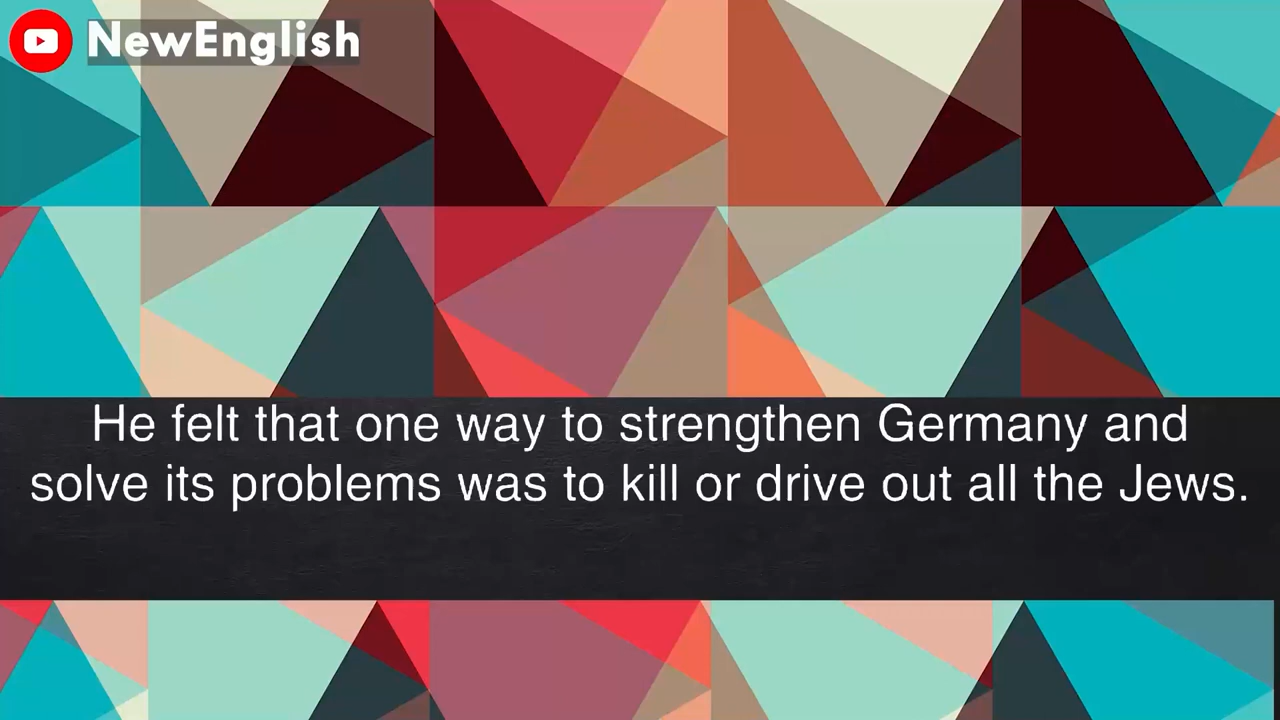 NewEnglish
He felt that one way to strengthen Germany and
solve its problems was to kill or drive out all the Jews.